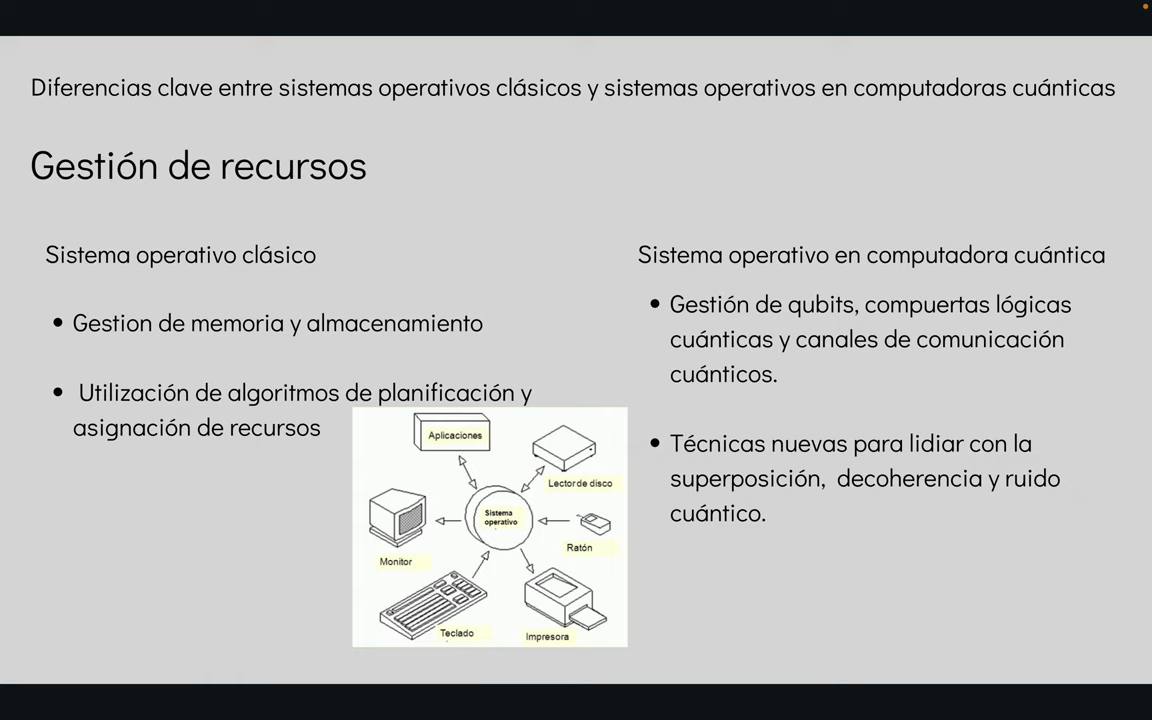 Diferencias clave entre sistemas operativos clásicos y sistemas operativos en computadoras cuánticas
Gestión de recursos
Sistema operativo clásico
• Gestion de memoria y almacenamiento
• Utilización de algoritmos de planificación y
asignación de recursos
Aplicaciones
Lector de disco
Sistema
operativo
Ratón
Monitor
Teclado
Impresora
Sistema operativo en computadora cuántica
• Gestión de qubits, compuertas lógicas
cuánticas y canales de comunicación
cuánticos.
• Técnicas nuevas para lidiar con la
superposición, decoherencia y ruido
cuántico.